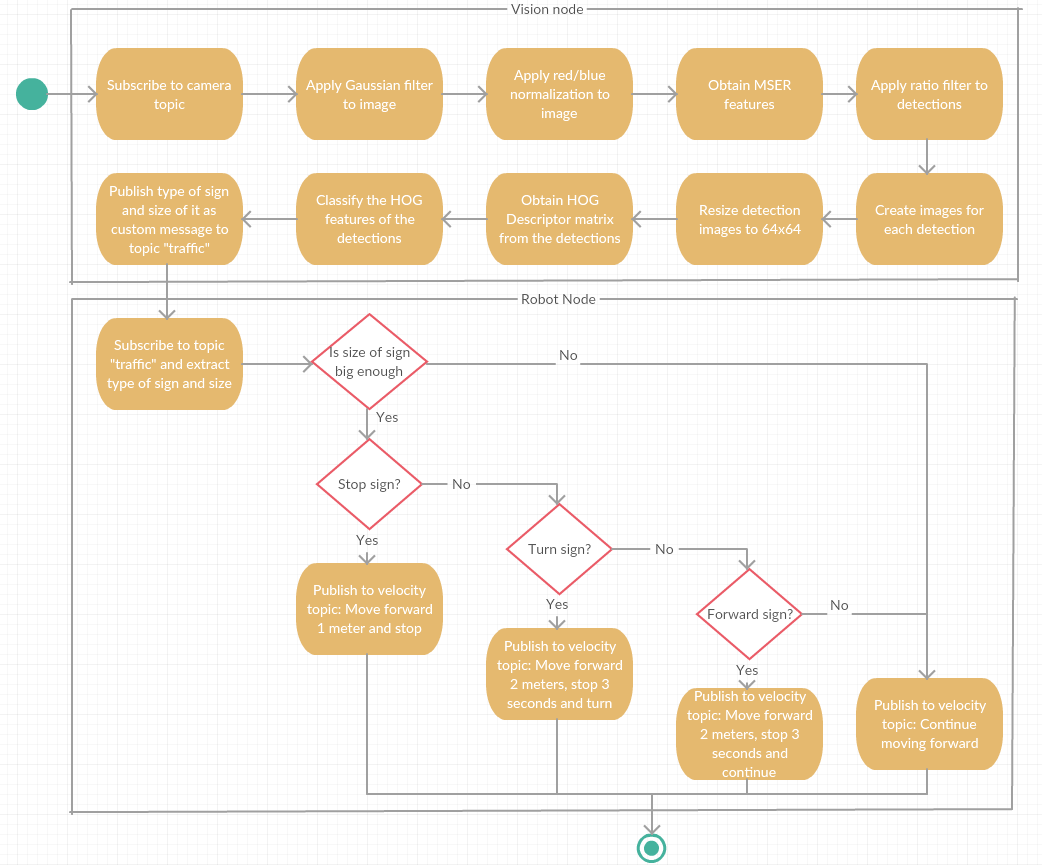 Vision node
Subscribe to camera
topic
Apply Gaussian filter
to image
Apply red/blue
normalization to
image
Obtain MSER
features
Apply ratio filter to
detections
Create images for
each detection
Resize detection
images to 64x64
Obtain HOG
Descriptor matrix
from the detections
Classify the HOG
features of the
detections
Publish type of sign
and size of it as
custom message to
topic "traffic"
Robot Node
Subscribe to topic
"traffic" and extract
type of sign and size
Is size of sign
big enough
No
Yes
Stop sign?
No
Yes
Publish to velocity
topic: Move forward
1 meter and stop
Turn sign?
No
Yes
Publish to velocity
topic: Move forward
2 meters, stop 3
seconds and turn
Forward sign?
No
Yes
Publish to velocity
topic: Move forward
2 meters, stop 3
seconds and
continue
Publish to velocity
topic: Continue
moving forward